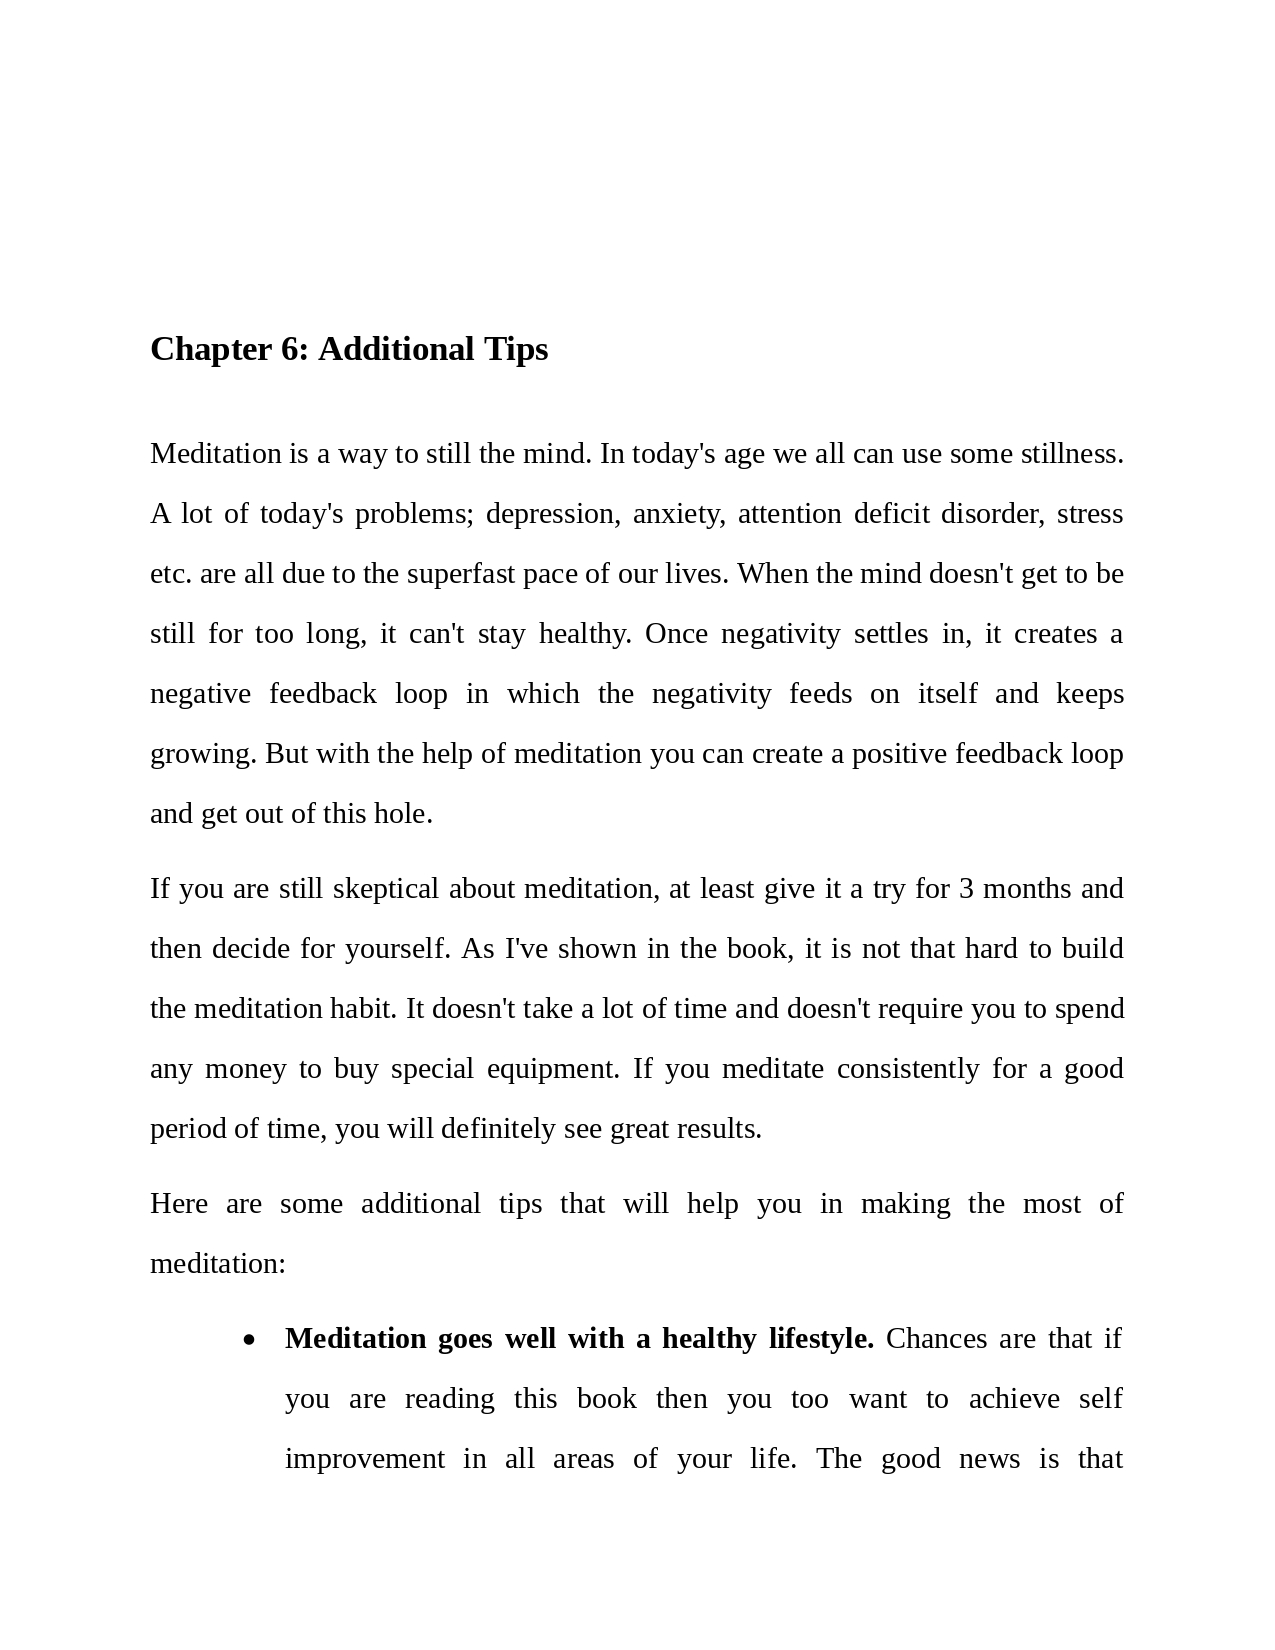 Chapter 6: Additional Tips
Meditation is a way to still the mind. In today's age we all can use some stillness.
A lot of today's problems; depression, anxiety, attention deficit disorder, stress
etc. are all due to the superfast pace of our lives. When the mind doesn't get to be
still for too long, it can't stay healthy. Once negativity settles in, it creates a
negative feedback loop in which the negativity feeds on itself and keeps
growing. But with the help of meditation you can create a positive feedback loop
and get out of this hole.
If you are still skeptical about meditation, at least give it a try for 3 months and
then decide for yourself. As I've shown in the book, it is not that hard to build
the meditation habit. It doesn't take a lot of time and doesn't require you to spend
any money to buy special equipment. If you meditate consistently for a good
period of time, you will definitely see great results.
Here are some additional tips that will help you in making the most of
meditation:
• Meditation goes well with a healthy lifestyle. Chances are that if
you are reading this book then you too want to achieve self
improvement in all areas of your life. The good news is that